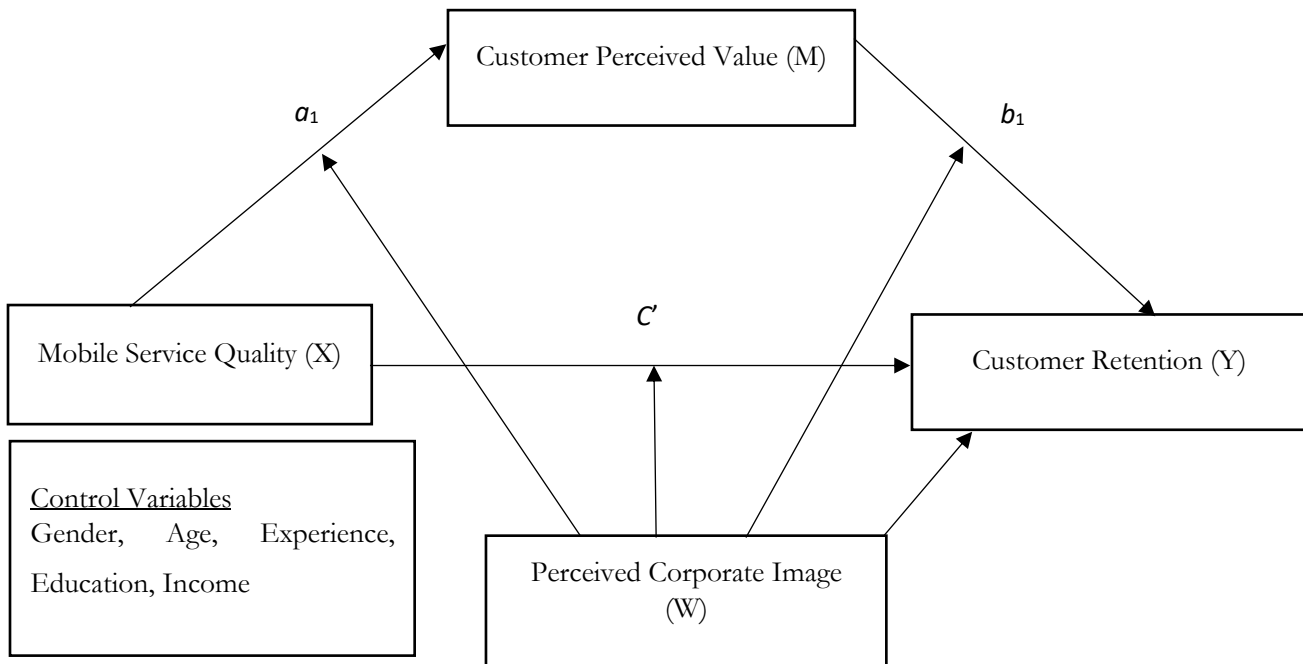 Customer Perceived Value (M)
a₁
b₁
C'
Mobile Service Quality (X)
Customer Retention (Y)
Control Variables
Gender, Age, Experience,
Education, Income
Perceived Corporate Image
(W)